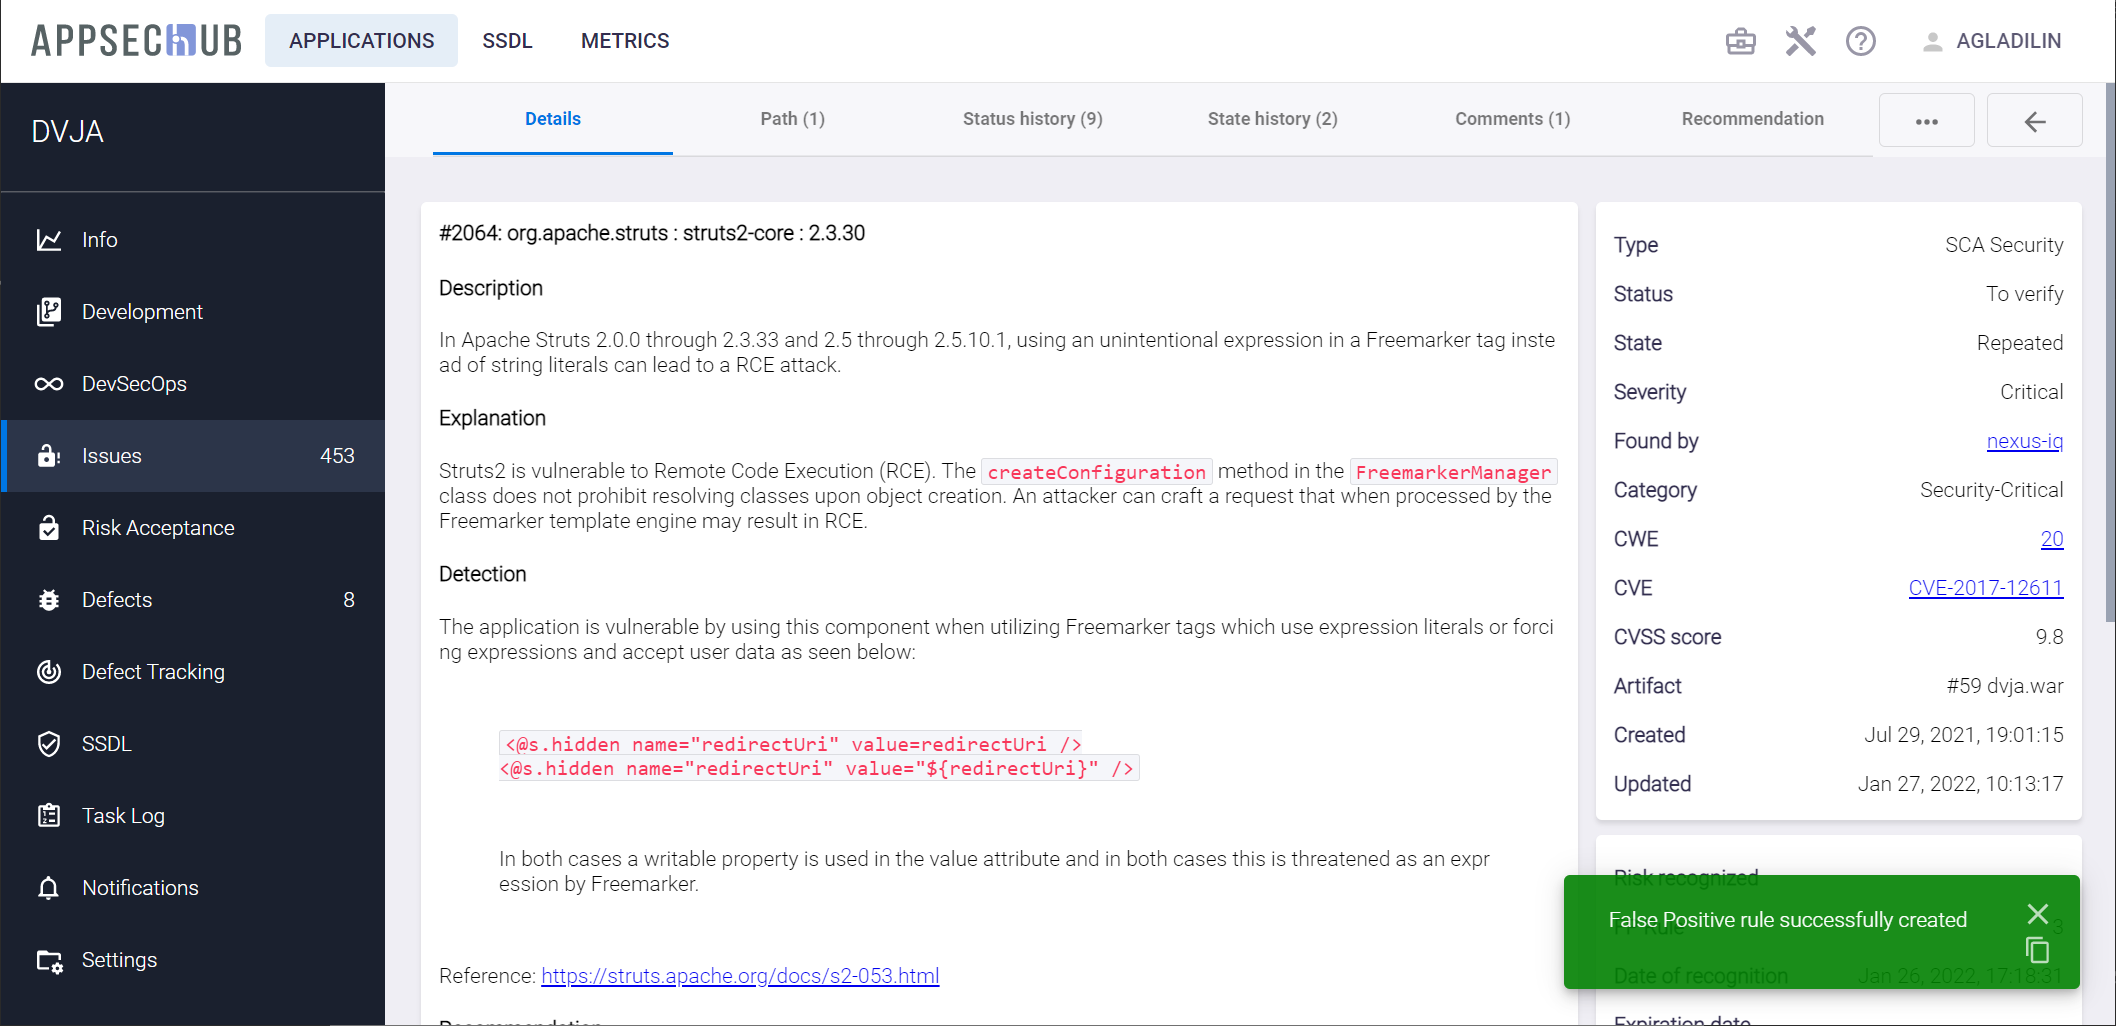 APPSECHUB
APPLICATIONS
SSDL
METRICS
AGLADILIN
DVJA
Info
Development
DevSecOps
Issues 453
Risk Acceptance
Defects 8
Defect Tracking
SSDL
Task Log
Notifications
Settings
Details
Path (1)
Status history (9)
State history (2)
Comments (1)
Recommendation
#2064: org.apache.struts : struts2-core : 2.3.30
Description
In Apache Struts 2.0.0 through 2.3.33 and 2.5 through 2.5.10.1, using an unintentional expression in a Freemarker tag inste
ad of string literals can lead to a RCE attack.
Explanation
Struts2 is vulnerable to Remote Code Execution (RCE). The createConfiguration method in the FreemarkerManager
class does not prohibit resolving classes upon object creation. An attacker can craft a request that when processed by the
Freemarker template engine may result in RCE.
Detection
The application is vulnerable by using this component when utilizing Freemarker tags which use expression literals or forci
ng expressions and accept user data as seen below:
<@s.hidden name="redirectUri" value=redirectUri />
<@s.hidden name="redirectUri" value="${redirectUri}" />
In both cases a writable property is used in the value attribute and in both cases this is threatened as an expr
ession by Freemarker.
Reference: https://struts.apache.org/docs/s2-053.html
Recommendation
Type SCA Security
Status To verify
State Repeated
Severity Critical
Found by nexus-iq
Category Security-Critical
CWE 20
CVE CVE-2017-12611
CVSS score 9.8
Artifact #59 dvja.war
Created Jul 29, 2021, 19:01:15
Updated Jan 27, 2022, 10:13:17
Risk recognized
False Positive rule successfully created
FP Rule 3
Date of recognition Jan 26, 2022, 17:18:31
Expiration date